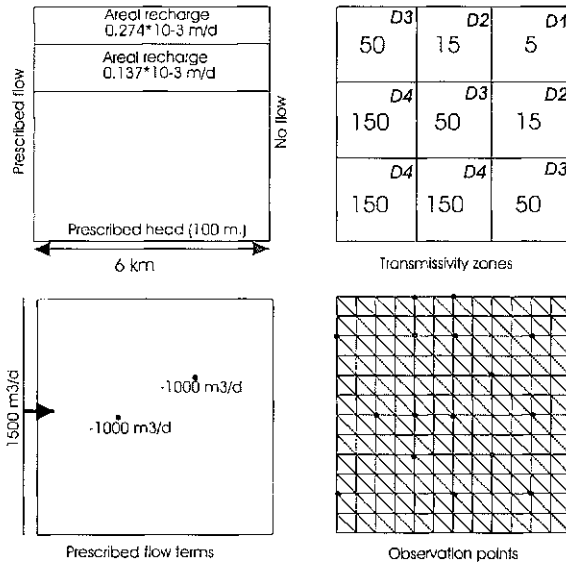 Areal recharge
0.274*10-3 m/d
Areal recharge
0.137*10-3 m/d
Prescribed flow
No flow
Prescribed head (100 m.)
6 km
D3
50
D2
15
D1
5
D4
150
D3
50
D2
15
D4
150
D4
150
D3
50
Transmissivity zones
1500 m3/d
-1000 m3/d
-1000 m3/d
Prescribed flow terms
Observation points